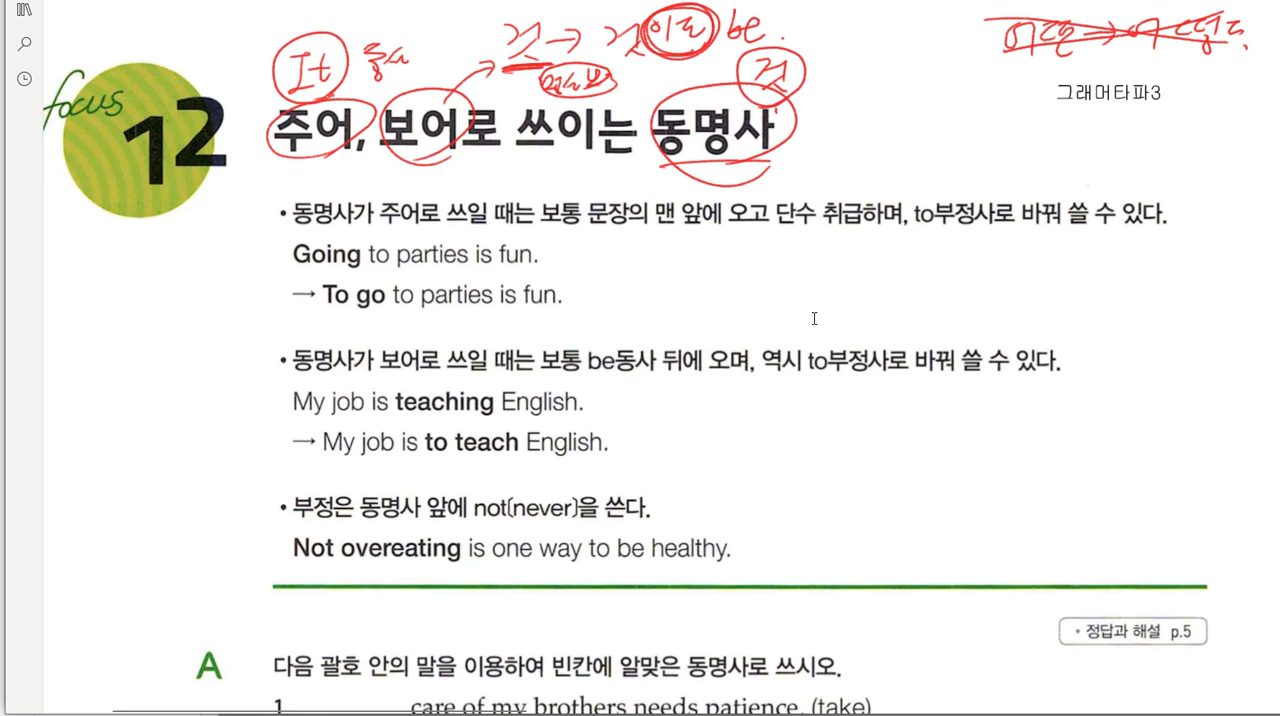 것 → 것 이론 be.
It
것
focus
12
주어, 보어로 쓰이는 동명사
그래머타파3
• 동명사가 주어로 쓰일 때는 보통 문장의 맨 앞에 오고 단수 취급하며, to부정사로 바꿔 쓸 수 있다.
Going to parties is fun.
→ To go to parties is fun.
• 동명사가 보어로 쓰일 때는 보통 be동사 뒤에 오며, 역시 to부정사로 바꿔 쓸 수 있다.
My job is teaching English.
→ My job is to teach English.
• 부정은 동명사 앞에 not(never)을 쓴다.
Not overeating is one way to be healthy.
• 정답과 해설 p.5
A 다음 괄호 안의 말을 이용하여 빈칸에 알맞은 동명사로 쓰시오.
1 care of my brothers needs patience. (take)